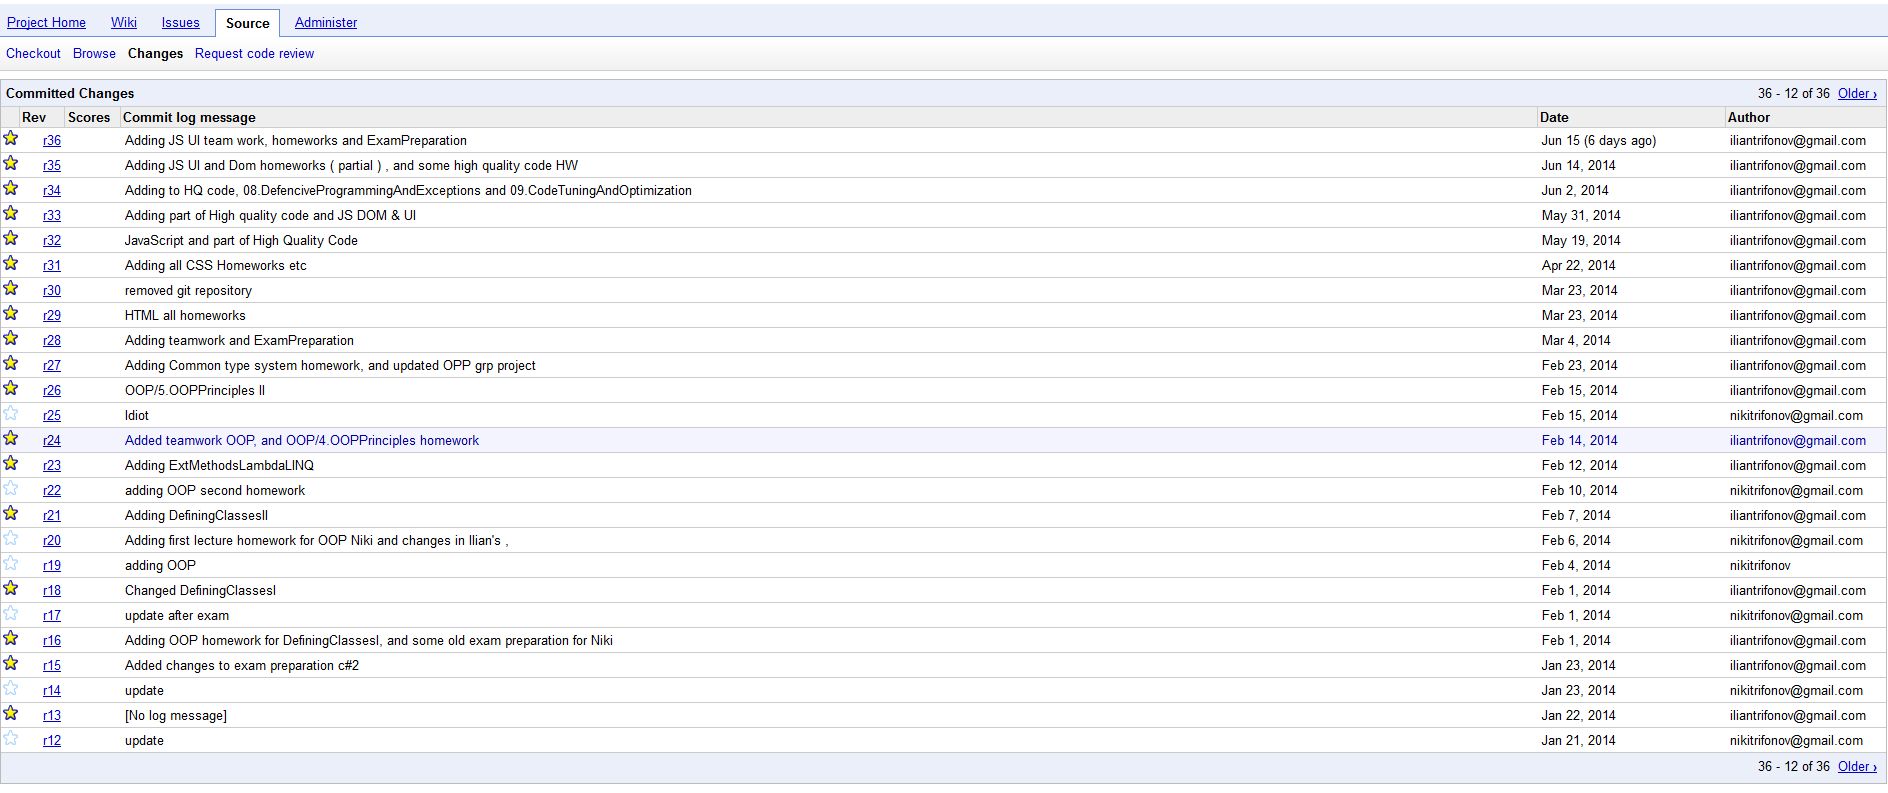 Project Home Wiki Issues Source Administer
Checkout Browse Changes Request code review
Committed Changes 36 - 12 of 36 Older ›
Rev Scores Commit log message Date Author
r36 Adding JS UI team work, homeworks and ExamPreparation Jun 15 (6 days ago) iliantrifonov@gmail.com
r35 Adding JS UI and Dom homeworks ( partial ) , and some high quality code HW Jun 14, 2014 iliantrifonov@gmail.com
r34 Adding to HQ code, 08.DefenciveProgrammingAndExceptions and 09.CodeTuningAndOptimization Jun 2, 2014 iliantrifonov@gmail.com
r33 Adding part of High quality code and JS DOM & UI May 31, 2014 iliantrifonov@gmail.com
r32 JavaScript and part of High Quality Code May 19, 2014 iliantrifonov@gmail.com
r31 Adding all CSS Homeworks etc Apr 22, 2014 iliantrifonov@gmail.com
r30 removed git repository Mar 23, 2014 iliantrifonov@gmail.com
r29 HTML all homeworks Mar 23, 2014 iliantrifonov@gmail.com
r28 Adding teamwork and ExamPreparation Mar 4, 2014 iliantrifonov@gmail.com
r27 Adding Common type system homework, and updated OPP grp project Feb 23, 2014 iliantrifonov@gmail.com
r26 OOP/5.OOPPrinciples II Feb 15, 2014 iliantrifonov@gmail.com
r25 Idiot Feb 15, 2014 nikitrifonov@gmail.com
r24 Added teamwork OOP, and OOP/4.OOPPrinciples homework Feb 14, 2014 iliantrifonov@gmail.com
r23 Adding ExtMethodsLambdaLINQ Feb 12, 2014 iliantrifonov@gmail.com
r22 adding OOP second homework Feb 10, 2014 nikitrifonov@gmail.com
r21 Adding DefiningClassesII Feb 7, 2014 iliantrifonov@gmail.com
r20 Adding first lecture homework for OOP Niki and changes in Ilian's , Feb 6, 2014 nikitrifonov@gmail.com
r19 adding OOP Feb 4, 2014 nikitrifonov
r18 Changed DefiningClassesI Feb 1, 2014 iliantrifonov@gmail.com
r17 update after exam Feb 1, 2014 nikitrifonov@gmail.com
r16 Adding OOP homework for DefiningClassesI, and some old exam preparation for Niki Feb 1, 2014 iliantrifonov@gmail.com
r15 Added changes to exam preparation c#2 Jan 23, 2014 iliantrifonov@gmail.com
r14 update Jan 23, 2014 nikitrifonov@gmail.com
r13 [No log message] Jan 22, 2014 iliantrifonov@gmail.com
r12 update Jan 21, 2014 nikitrifonov@gmail.com
36 - 12 of 36 Older ›